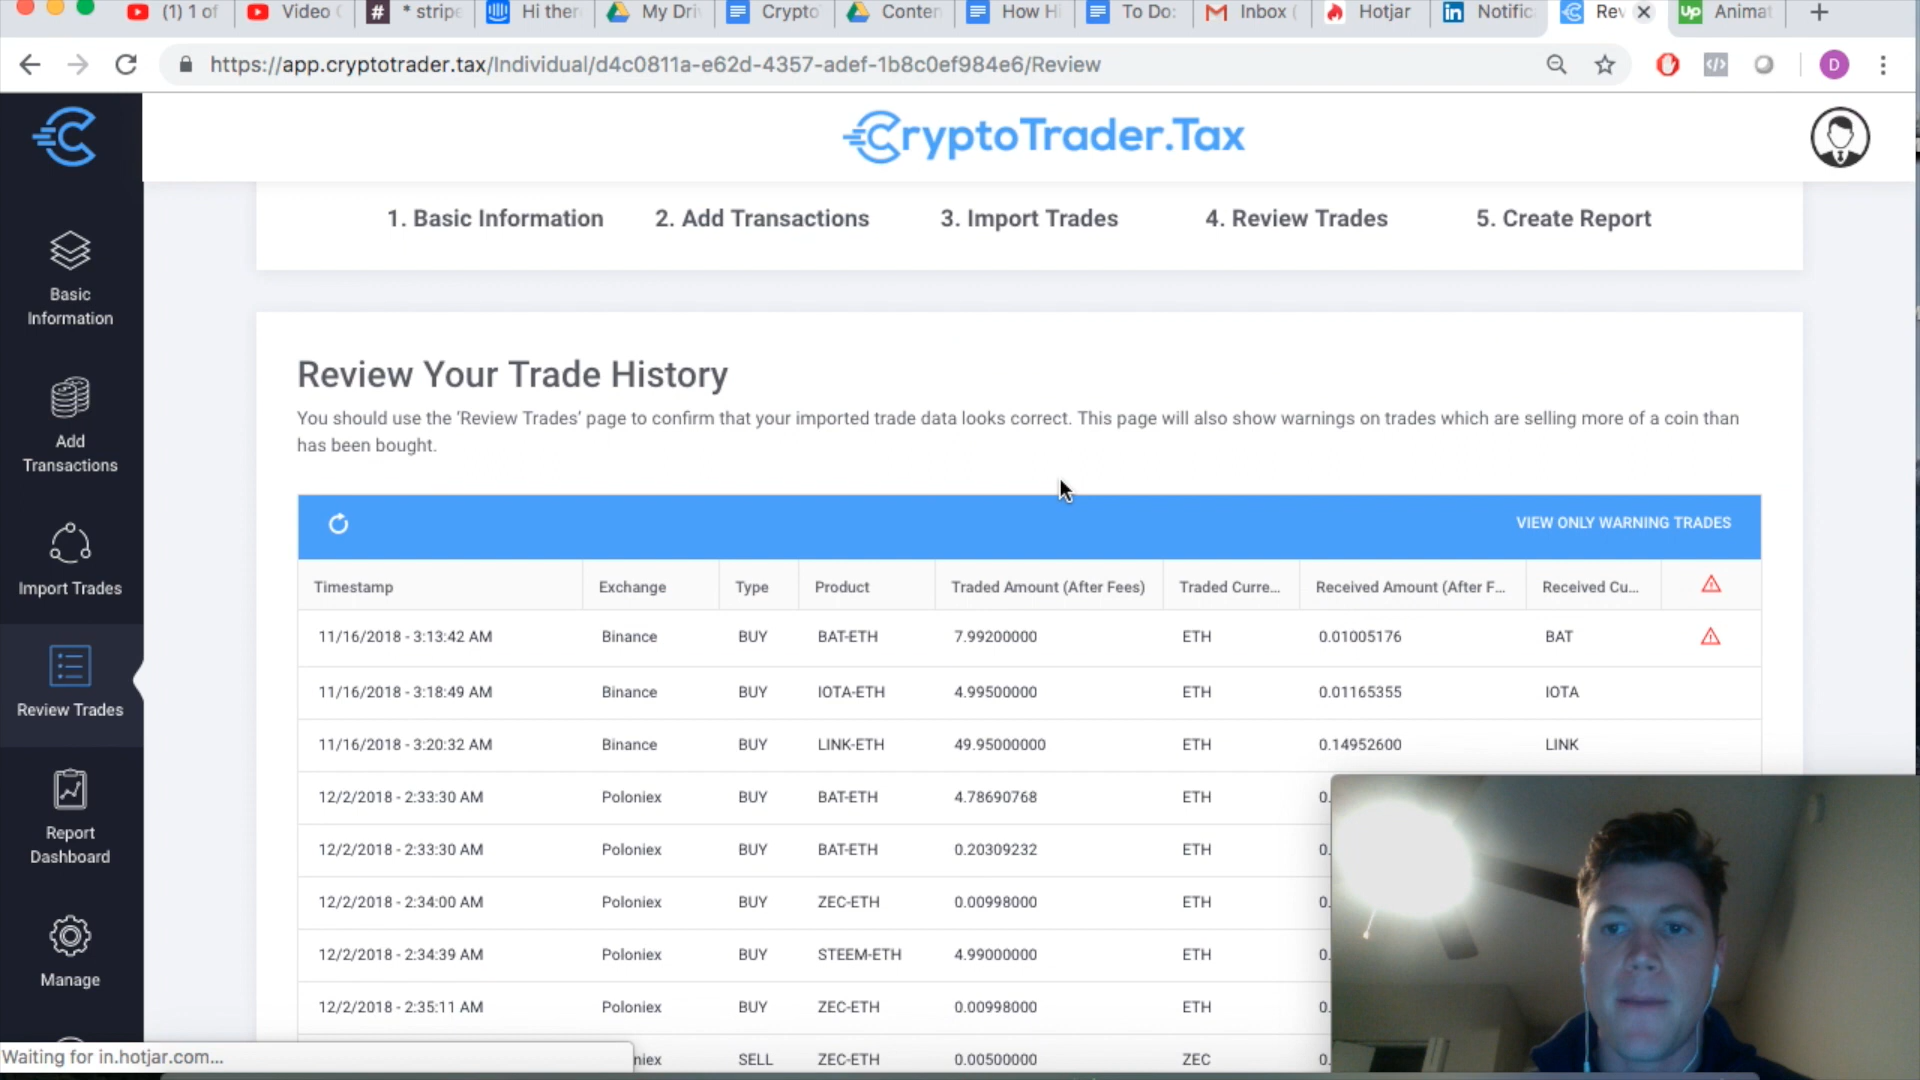 (1) 1 of
Video
# * stripe
Hi ther
My Dri
Crypto
Conten
How Hi
To Do:
Inbox (
Hotjar
in Notific
Rev
Up Animat
https://app.cryptotrader.tax/Individual/d4c0811a-e62d-4357-adef-1b8c0ef984e6/Review
D
CryptoTrader.Tax
1. Basic Information 2. Add Transactions 3. Import Trades 4. Review Trades 5. Create Report
Basic
Information
Add
Transactions
Import Trades
Review Trades
Report
Dashboard
Manage
Review Your Trade History
You should use the 'Review Trades' page to confirm that your imported trade data looks correct. This page will also show warnings on trades which are selling more of a coin than
has been bought.
VIEW ONLY WARNING TRADES
Timestamp Exchange Type Product Traded Amount (After Fees) Traded Curre... Received Amount (After F... Received Cu...
11/16/2018 - 3:13:42 AM Binance BUY BAT-ETH 7.99200000 ETH 0.01005176 BAT
11/16/2018 - 3:18:49 AM Binance BUY IOTA-ETH 4.99500000 ETH 0.01165355 IOTA
11/16/2018 - 3:20:32 AM Binance BUY LINK-ETH 49.95000000 ETH 0.14952600 LINK
12/2/2018 - 2:33:30 AM Poloniex BUY BAT-ETH 4.78690768 ETH 0.
12/2/2018 - 2:33:30 AM Poloniex BUY BAT-ETH 0.20309232 ETH 0.
12/2/2018 - 2:34:00 AM Poloniex BUY ZEC-ETH 0.00998000 ETH 0.
12/2/2018 - 2:34:39 AM Poloniex BUY STEEM-ETH 4.99000000 ETH 0.
12/2/2018 - 2:35:11 AM Poloniex BUY ZEC-ETH 0.00998000 ETH 0.
niex SELL ZEC-ETH 0.00500000 ZEC 0.
Waiting for in.hotjar.com...